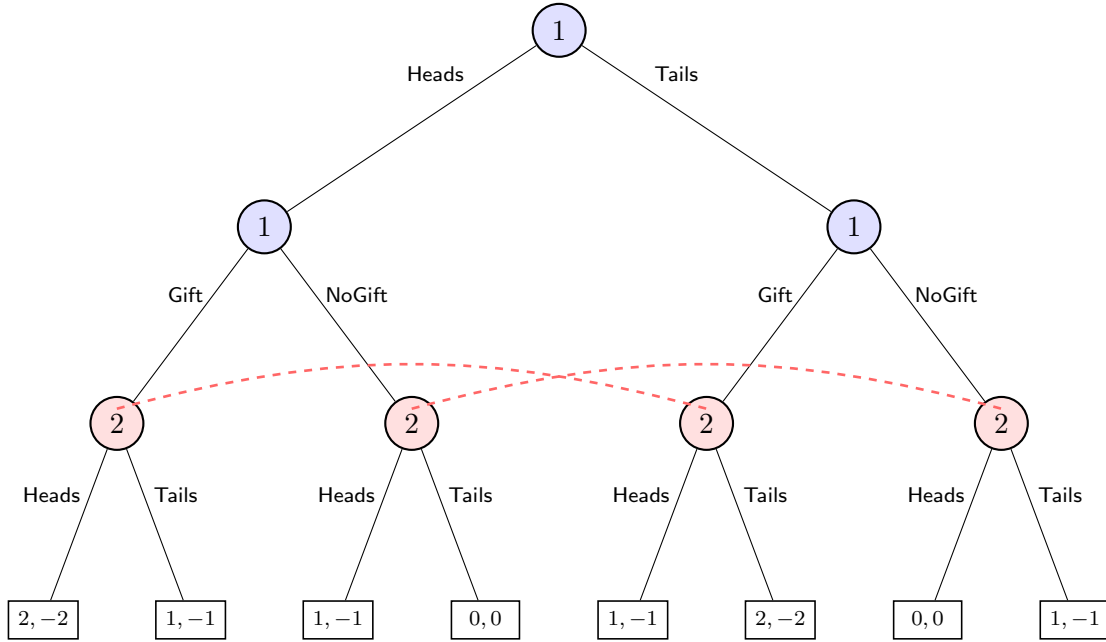 1
Heads Tails
1 1
Gift NoGift Gift NoGift
2 2 2 2
Heads Tails Heads Tails Heads Tails Heads Tails
2, −2 1, −1 1, −1 0, 0 1, −1 2, −2 0, 0 1, −1